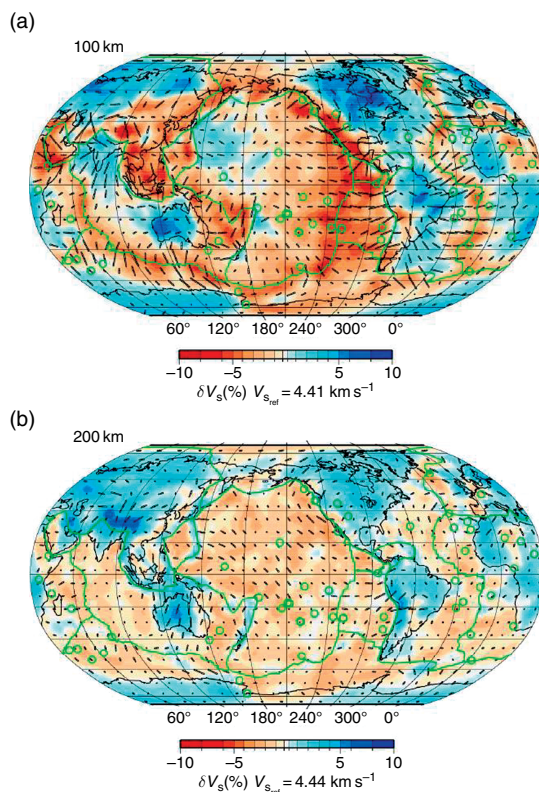 (a)
100 km
60° 120° 180° 240° 300° 0°
−10 −5 5 10
δVs(%) Vsref = 4.41 km s−1
(b)
200 km
60° 120° 180° 240° 300° 0°
−10 −5 5 10
δVs(%) Vsref = 4.44 km s−1